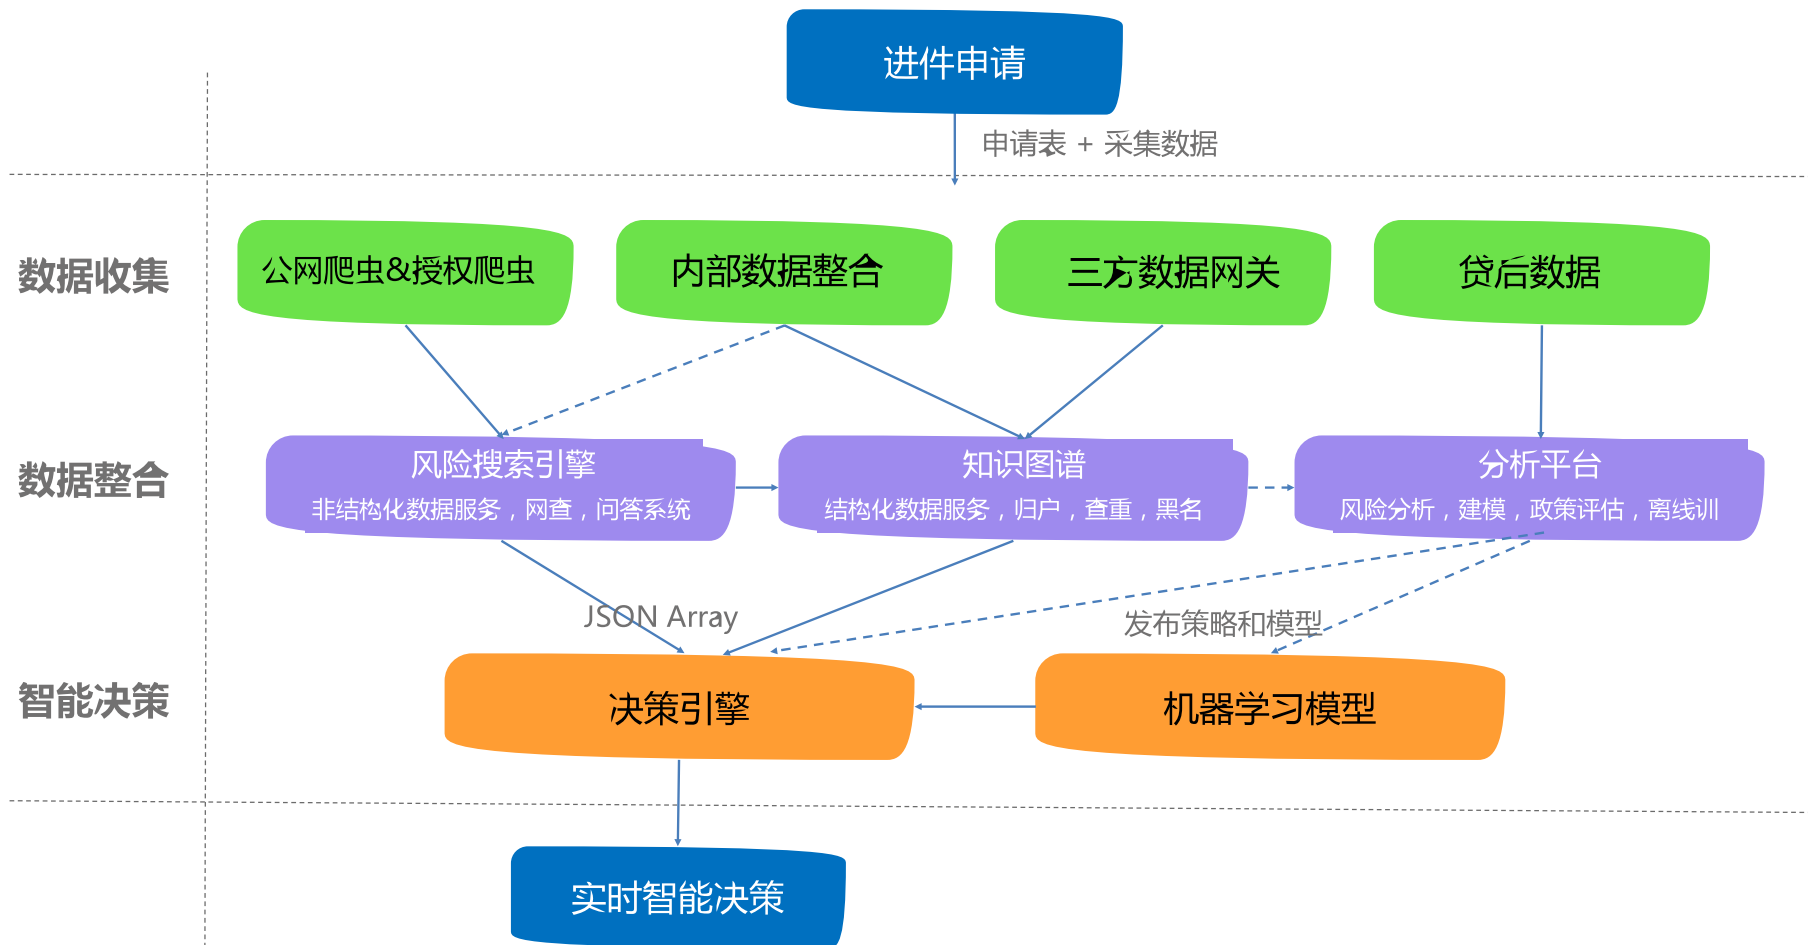 进件申请
申请表 + 采集数据
数据收集
公网爬虫&授权爬虫
内部数据整合
三方数据网关
贷后数据
数据整合
风险搜索引擎
非结构化数据服务，网查，问答系统
知识图谱
结构化数据服务，归户，查重，黑名
分析平台
风险分析，建模，政策评估，离线训
JSON Array
发布策略和模型
智能决策
决策引擎
机器学习模型
实时智能决策